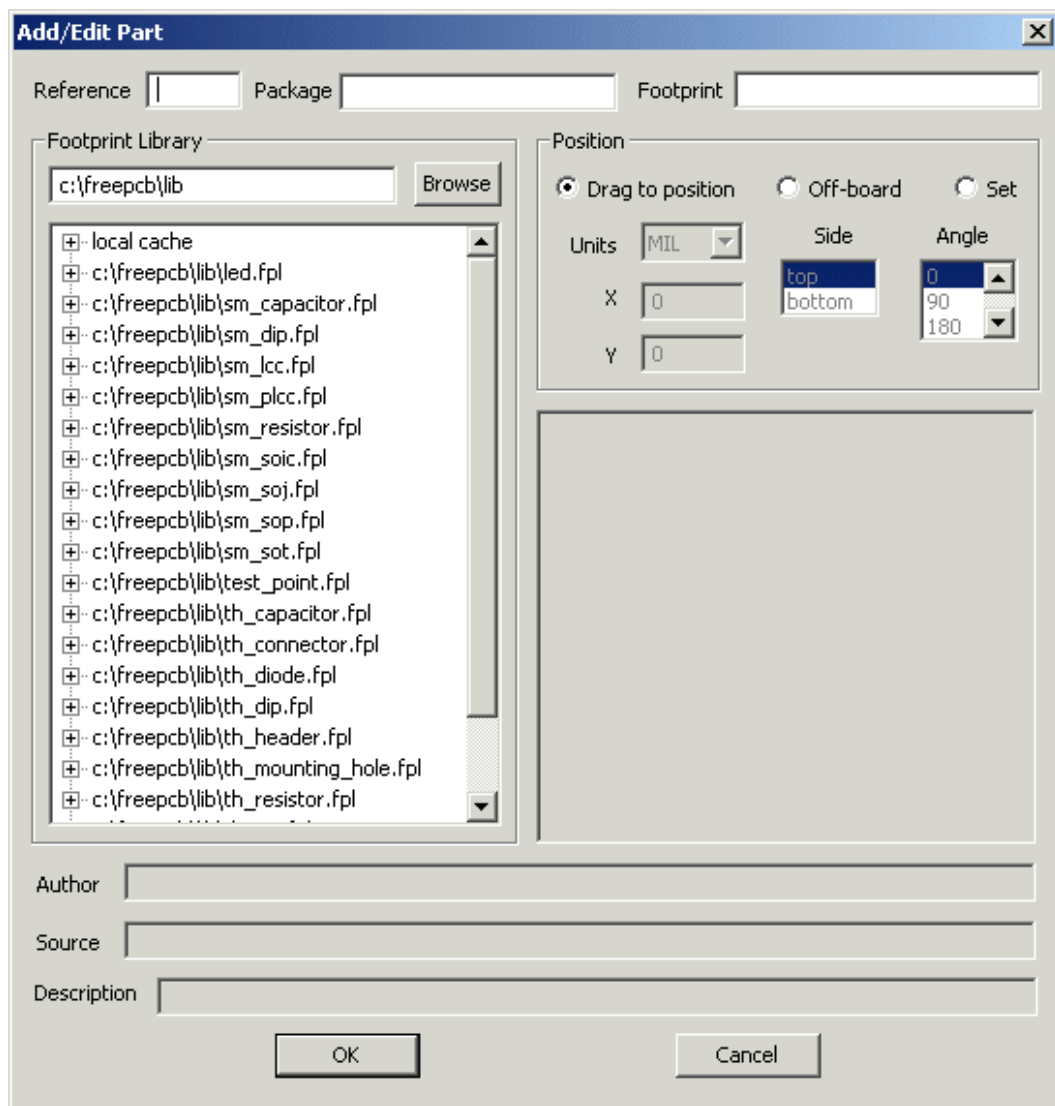 Add/Edit Part
Reference Package Footprint
Footprint Library
c:\freepcb\lib Browse
local cache
c:\freepcb\lib\led.fpl
c:\freepcb\lib\sm_capacitor.fpl
c:\freepcb\lib\sm_dip.fpl
c:\freepcb\lib\sm_lcc.fpl
c:\freepcb\lib\sm_plcc.fpl
c:\freepcb\lib\sm_resistor.fpl
c:\freepcb\lib\sm_soic.fpl
c:\freepcb\lib\sm_soj.fpl
c:\freepcb\lib\sm_sop.fpl
c:\freepcb\lib\sm_sot.fpl
c:\freepcb\lib\test_point.fpl
c:\freepcb\lib\th_capacitor.fpl
c:\freepcb\lib\th_connector.fpl
c:\freepcb\lib\th_diode.fpl
c:\freepcb\lib\th_dip.fpl
c:\freepcb\lib\th_header.fpl
c:\freepcb\lib\th_mounting_hole.fpl
c:\freepcb\lib\th_resistor.fpl
Position
Drag to position Off-board Set
Units MIL Side Angle
top 0
X 0 bottom 90
180
Y 0
Author
Source
Description
OK Cancel